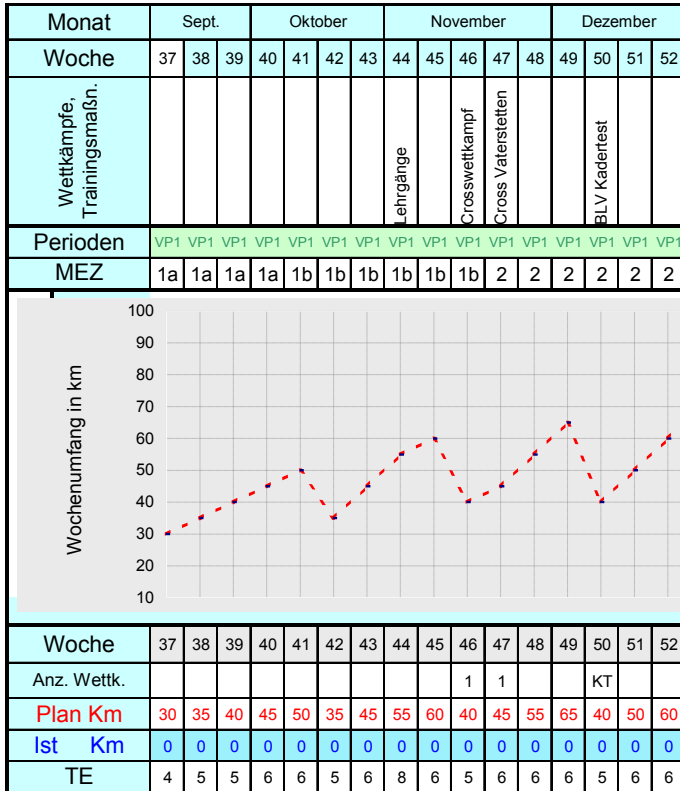 Monat Sept. Oktober November Dezember
Woche 37 38 39 40 41 42 43 44 45 46 47 48 49 50 51 52
Wettkämpfe,
Trainingsmaßn.
Lehrgänge
Crosswettkampf
Cross Vaterstetten
BLV Kadertest
Perioden VP1 VP1 VP1 VP1 VP1 VP1 VP1 VP1 VP1 VP1 VP1 VP1 VP1 VP1 VP1 VP1
MEZ 1a 1a 1a 1a 1b 1b 1b 1b 1b 1b 2 2 2 2 2 2
Wochenumfang in km
100
90
80
70
60
50
40
30
20
10
Woche 37 38 39 40 41 42 43 44 45 46 47 48 49 50 51 52
Anz. Wettk. 1 1 KT
Plan Km 30 35 40 45 50 35 45 55 60 40 45 55 65 40 50 60
Ist Km 0 0 0 0 0 0 0 0 0 0 0 0 0 0 0 0
TE 4 5 5 6 6 5 6 8 6 5 6 6 6 5 6 6